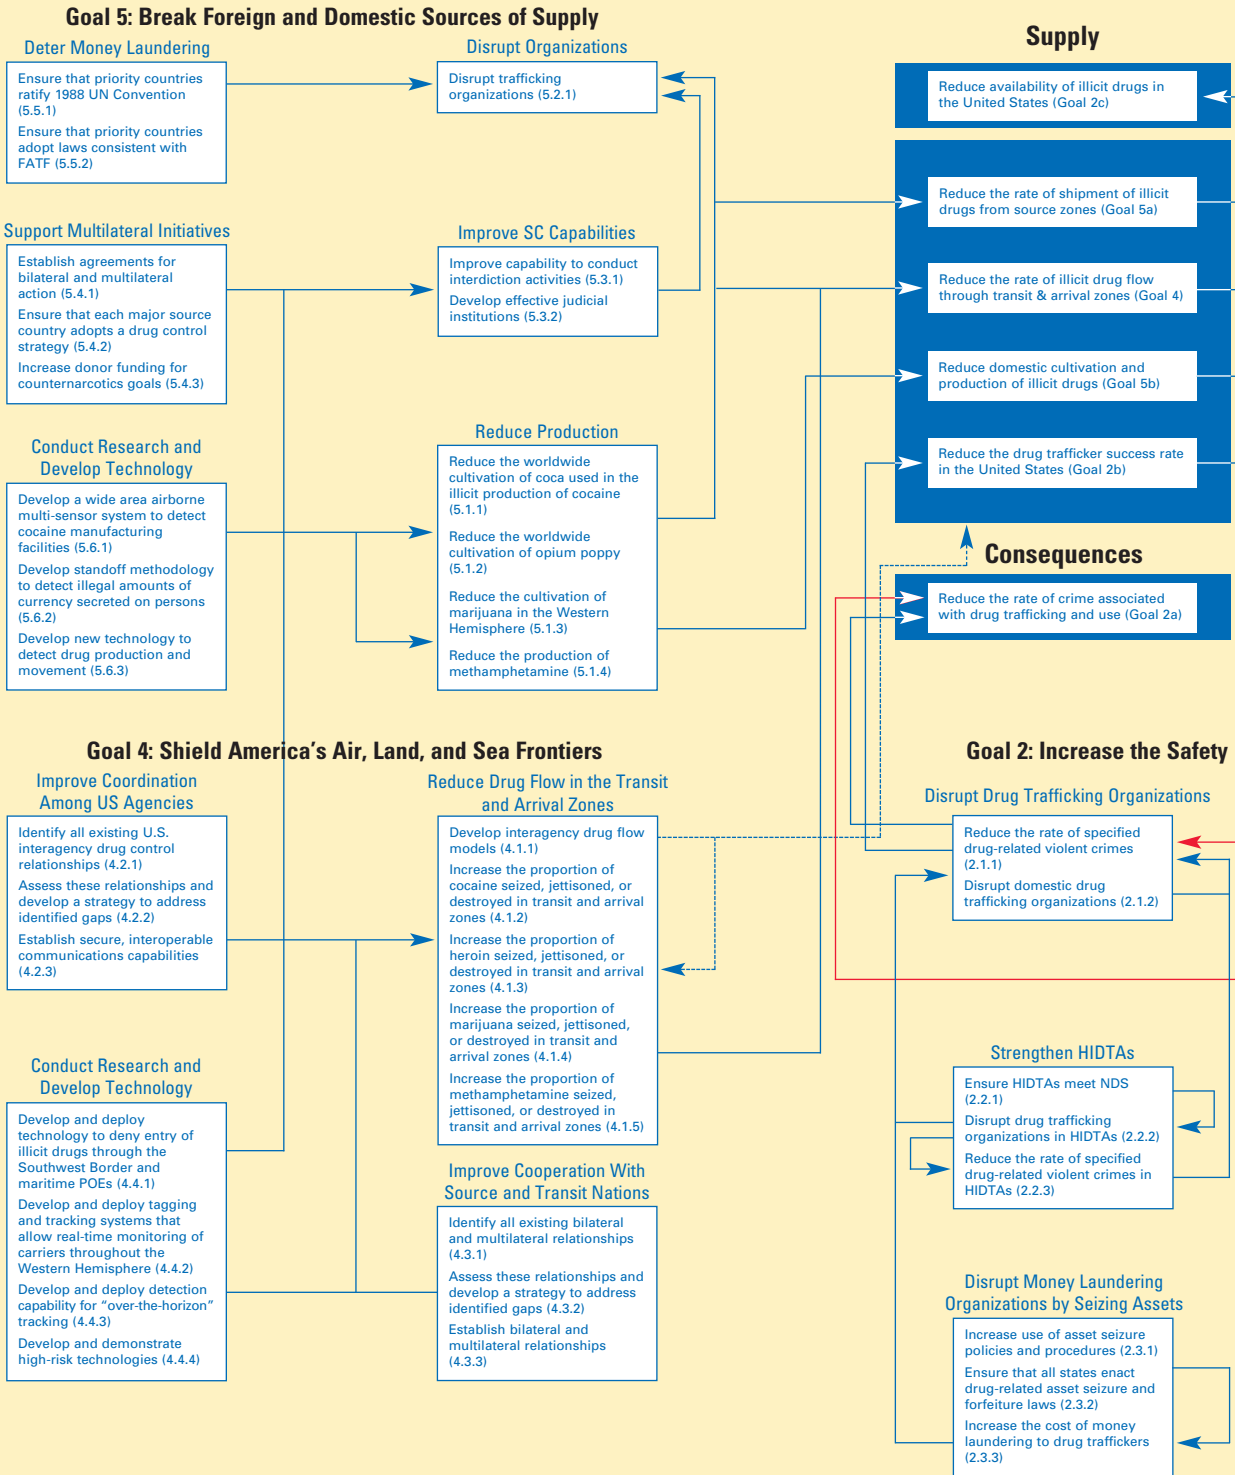 Goal 5: Break Foreign and Domestic Sources of Supply
Deter Money Laundering
Ensure that priority countries
ratify 1988 UN Convention
(5.5.1)
Ensure that priority countries
adopt laws consistent with
FATF (5.5.2)
Support Multilateral Initiatives
Establish agreements for
bilateral and multilateral
action (5.4.1)
Ensure that each major source
country adopts a drug control
strategy (5.4.2)
Increase donor funding for
counternarcotics goals (5.4.3)
Conduct Research and
Develop Technology
Develop a wide area airborne
multi-sensor system to detect
cocaine manufacturing
facilities (5.6.1)
Develop standoff methodology
to detect illegal amounts of
currency secreted on persons
(5.6.2)
Develop new technology to
detect drug production and
movement (5.6.3)
Disrupt Organizations
Disrupt trafficking
organizations (5.2.1)
Improve SC Capabilities
Improve capability to conduct
interdiction activities (5.3.1)
Develop effective judicial
institutions (5.3.2)
Reduce Production
Reduce the worldwide
cultivation of coca used in the
illicit production of cocaine
(5.1.1)
Reduce the worldwide
cultivation of opium poppy
(5.1.2)
Reduce the cultivation of
marijuana in the Western
Hemisphere (5.1.3)
Reduce the production of
methamphetamine (5.1.4)
Supply
Reduce availability of illicit drugs in
the United States (Goal 2c)
Reduce the rate of shipment of illicit
drugs from source zones (Goal 5a)
Reduce the rate of illicit drug flow
through transit & arrival zones (Goal 4)
Reduce domestic cultivation and
production of illicit drugs (Goal 5b)
Reduce the drug trafficker success rate
in the United States (Goal 2b)
Consequences
Reduce the rate of crime associated
with drug trafficking and use (Goal 2a)
Goal 4: Shield America's Air, Land, and Sea Frontiers
Improve Coordination
Among US Agencies
Identify all existing U.S.
interagency drug control
relationships (4.2.1)
Assess these relationships and
develop a strategy to address
identified gaps (4.2.2)
Establish secure, interoperable
communications capabilities
(4.2.3)
Conduct Research and
Develop Technology
Develop and deploy
technology to deny entry of
illicit drugs through the
Southwest Border and
maritime POEs (4.4.1)
Develop and deploy tagging
and tracking systems that
allow real-time monitoring of
carriers throughout the
Western Hemisphere (4.4.2)
Develop and deploy detection
capability for “over-the-horizon”
tracking (4.4.3)
Develop and demonstrate
high-risk technologies (4.4.4)
Reduce Drug Flow in the Transit
and Arrival Zones
Develop interagency drug flow
models (4.1.1)
Increase the proportion of
cocaine seized, jettisoned, or
destroyed in transit and arrival
zones (4.1.2)
Increase the proportion of
heroin seized, jettisoned, or
destroyed in transit and arrival
zones (4.1.3)
Increase the proportion of
marijuana seized, jettisoned,
or destroyed in transit and
arrival zones (4.1.4)
Increase the proportion of
methamphetamine seized,
jettisoned, or destroyed in
transit and arrival zones (4.1.5)
Improve Cooperation With
Source and Transit Nations
Identify all existing bilateral
and multilateral relationships
(4.3.1)
Assess these relationships and
develop a strategy to address
identified gaps (4.3.2)
Establish bilateral and
multilateral relationships
(4.3.3)
Goal 2: Increase the Safety
Disrupt Drug Trafficking Organizations
Reduce the rate of specified
drug-related violent crimes
(2.1.1)
Disrupt domestic drug
trafficking organizations (2.1.2)
Strengthen HIDTAs
Ensure HIDTAs meet NDS
(2.2.1)
Disrupt drug trafficking
organizations in HIDTAs (2.2.2)
Reduce the rate of specified
drug-related violent crimes in
HIDTAs (2.2.3)
Disrupt Money Laundering
Organizations by Seizing Assets
Increase use of asset seizure
policies and procedures (2.3.1)
Ensure that all states enact
drug-related asset seizure and
forfeiture laws (2.3.2)
Increase the cost of money
laundering to drug traffickers
(2.3.3)